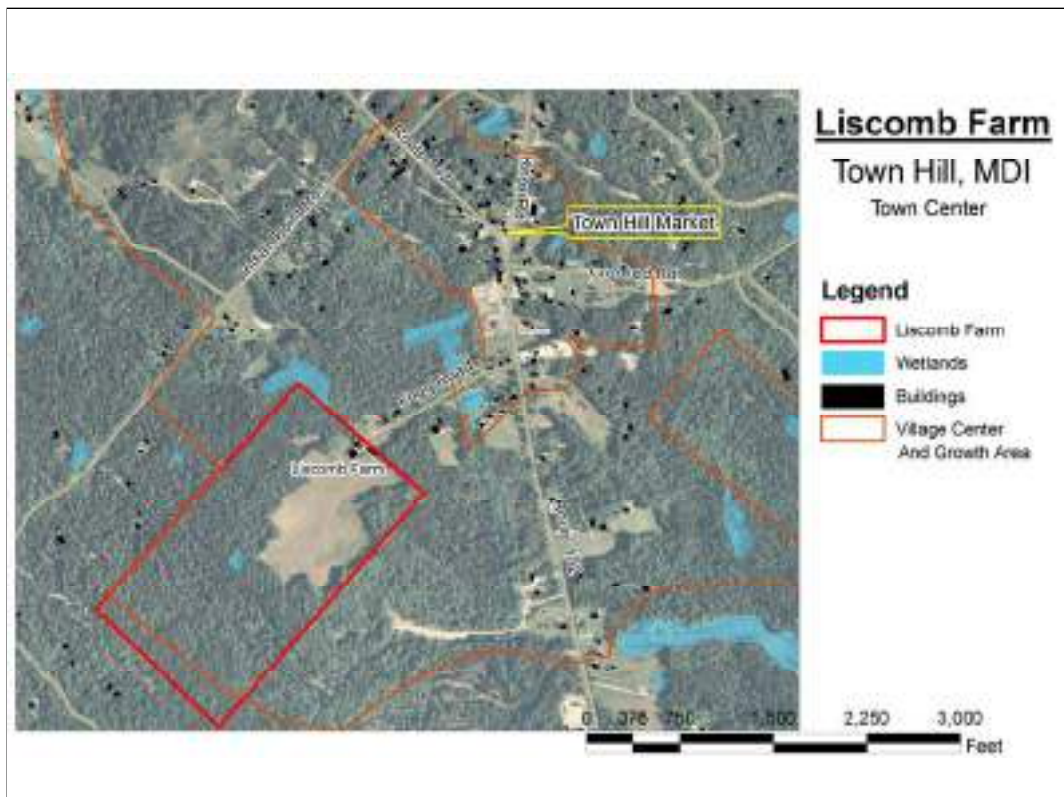 Liscomb Farm
Town Hill, MDI
Town Center
Town Hill Market
Liscomb Farm
Legend
Liscomb Farm
Wetlands
Buildings
Village Center
And Growth Area
0 375 750 1,500 2,250 3,000
Feet